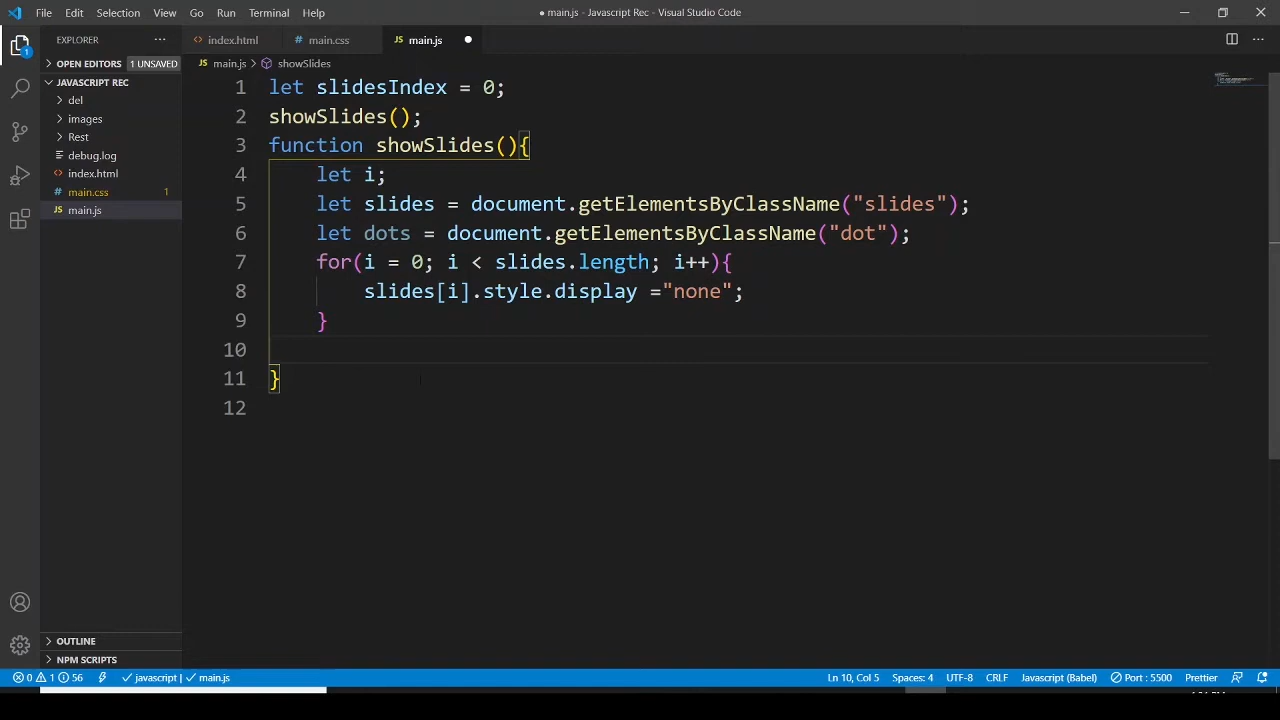 File Edit Selection View Go Run Terminal Help ● main.js - Javascript Rec - Visual Studio Code
EXPLORER ··· index.html # main.css JS main.js ●
OPEN EDITORS 1 UNSAVED JS main.js > showSlides
JAVASCRIPT REC
del
images
Rest
debug.log
index.html
# main.css 1
JS main.js
1 let slidesIndex = 0;
2 showSlides();
3 function showSlides(){
4 let i;
5 let slides = document.getElementsByClassName("slides");
6 let dots = document.getElementsByClassName("dot");
7 for(i = 0; i < slides.length; i++){
8 slides[i].style.display ="none";
9 }
10
11 }
12
OUTLINE
NPM SCRIPTS
0 1 56 javascript | main.js Ln 10, Col 5 Spaces: 4 UTF-8 CRLF Javascript (Babel) Port : 5500 Prettier